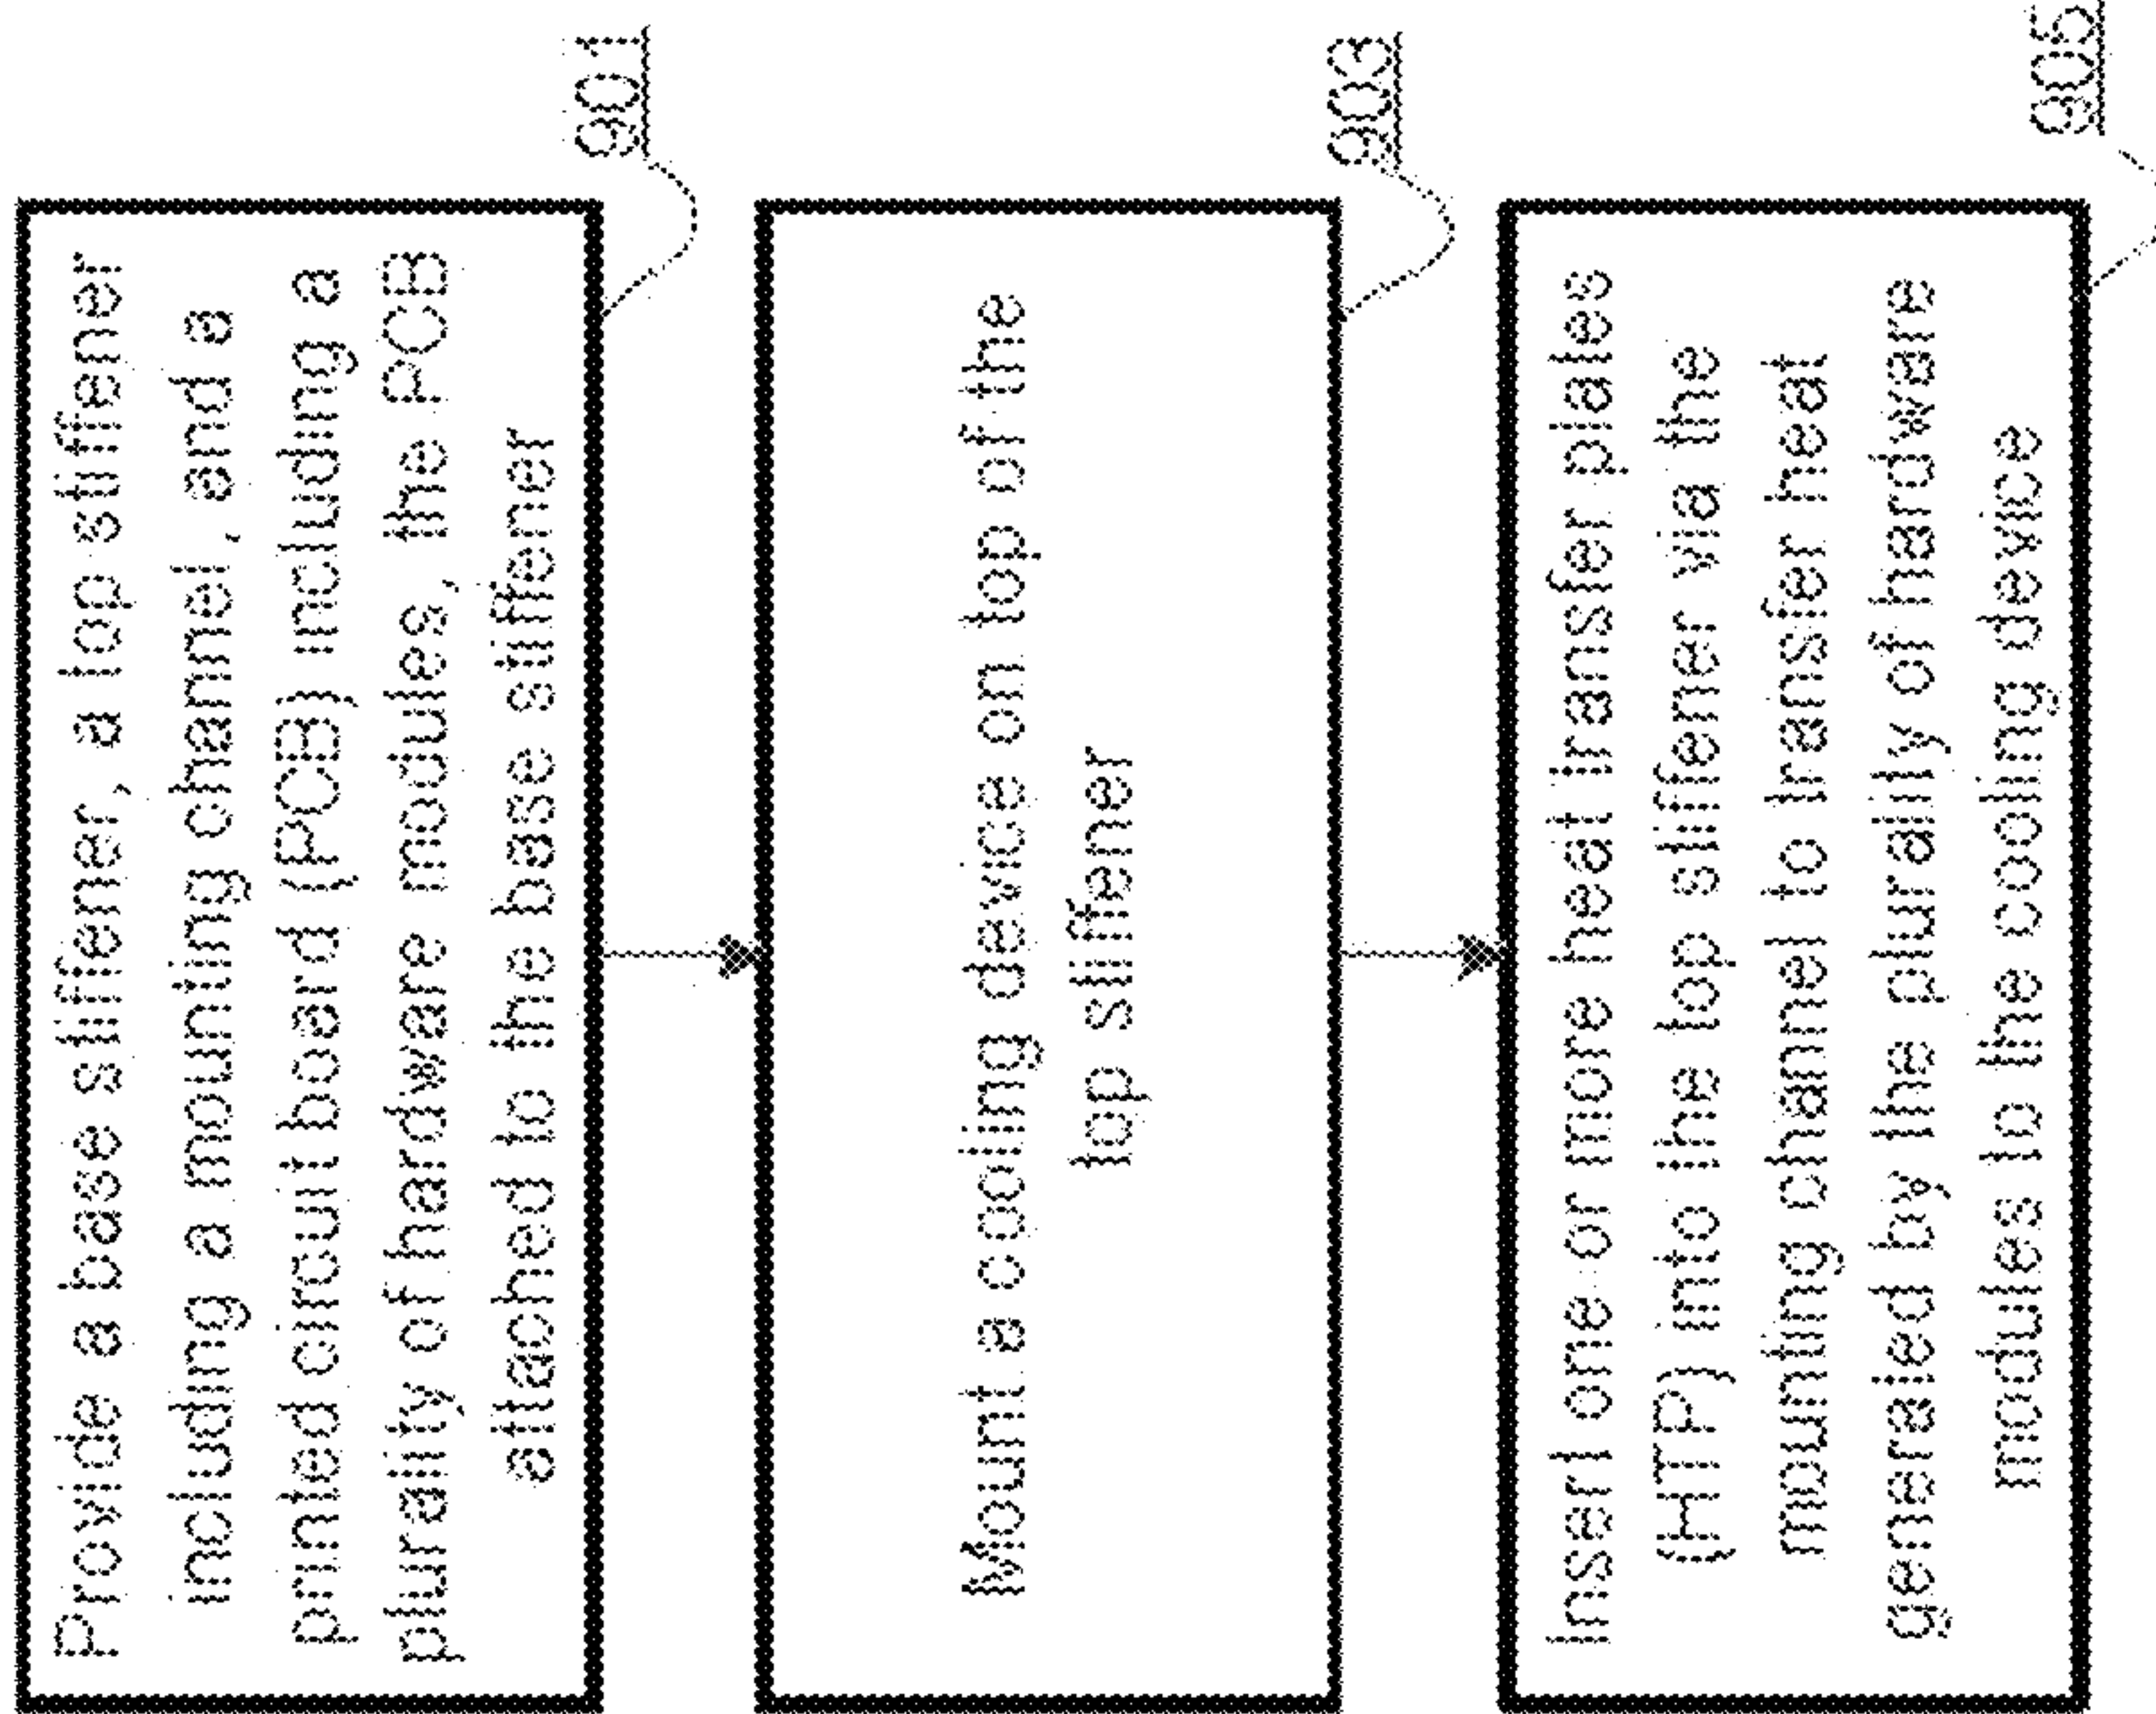 Provide a base stiffener, a top stiffener
including a mounting channel, and a
printed circuit board (PCB) including a
plurality of hardware modules, the PCB
attached to the base stiffener
901
Mount a cooling device on top of the
top stiffener
903
Insert one or more heat transfer plates
(HTP) into the top stiffener via the
mounting channel to transfer heat
generated by the plurality of hardware
modules to the cooling device
905